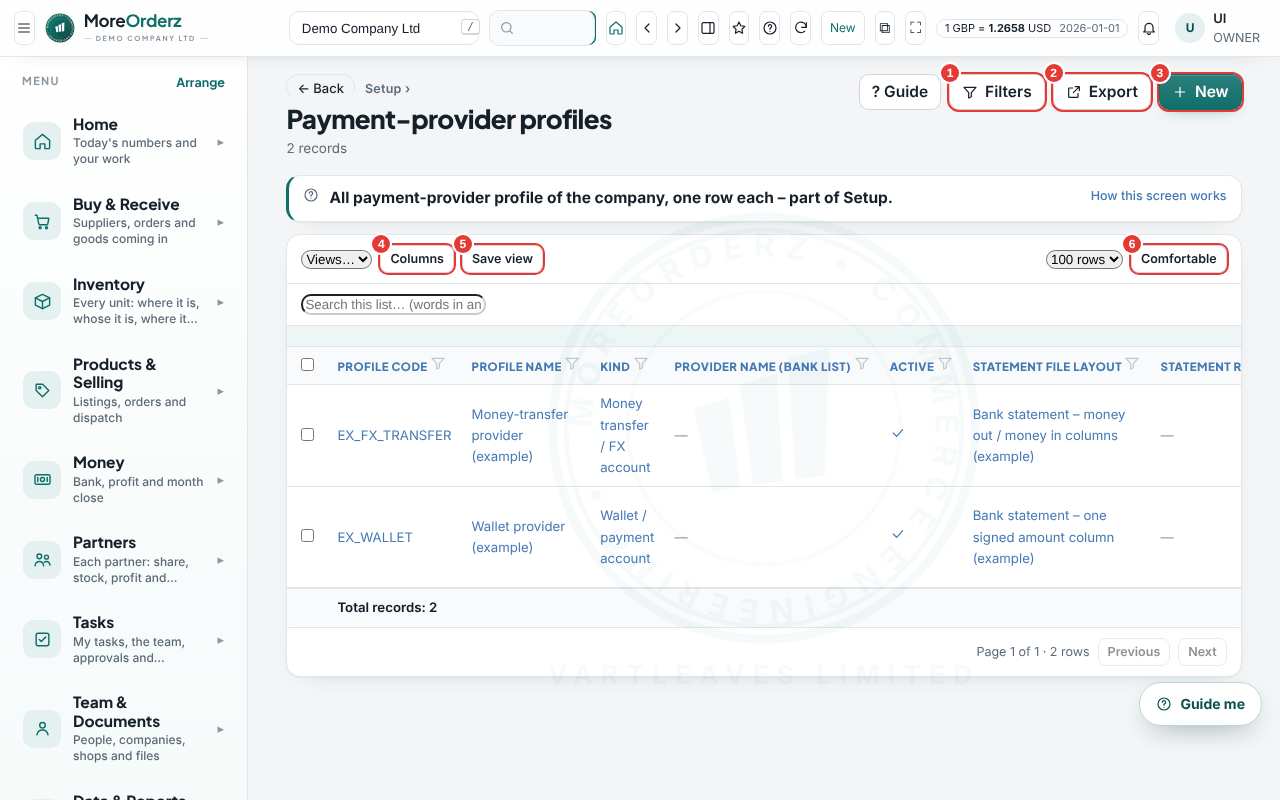 MoreOrderz
— DEMO COMPANY LTD —
Demo Company Ltd /
New
1 GBP = 1.2658 USD 2026-01-01
U
UI
OWNER
MENU
Arrange
Home
Today's numbers and
your work
Buy & Receive
Suppliers, orders and
goods coming in
Inventory
Every unit: where it is,
whose it is, where it…
Products &
Selling
Listings, orders and
dispatch
Money
Bank, profit and month
close
Partners
Each partner: share,
stock, profit and…
Tasks
My tasks, the team,
approvals and…
Team &
Documents
People, companies,
shops and files
Data & Reports
← Back
Setup ›
Payment-provider profiles
2 records
? Guide
1 Filters
2 Export
3 + New
All payment-provider profile of the company, one row each – part of Setup.
How this screen works
Views…
4 Columns
5 Save view
100 rows
6 Comfortable
Search this list… (words in an
PROFILE CODE PROFILE NAME KIND PROVIDER NAME (BANK LIST) ACTIVE STATEMENT FILE LAYOUT STATEMENT R
EX_FX_TRANSFER
Money-transfer
provider
(example)
Money
transfer
/ FX
account
—
✓
Bank statement – money
out / money in columns
(example)
—
EX_WALLET
Wallet provider
(example)
Wallet /
payment
account
—
✓
Bank statement – one
signed amount column
(example)
—
Total records: 2
Page 1 of 1 · 2 rows
Previous
Next
MOREORDERZ • COMMERCE ENGINEERING •
VARTLEAVES LIMITED
Guide me